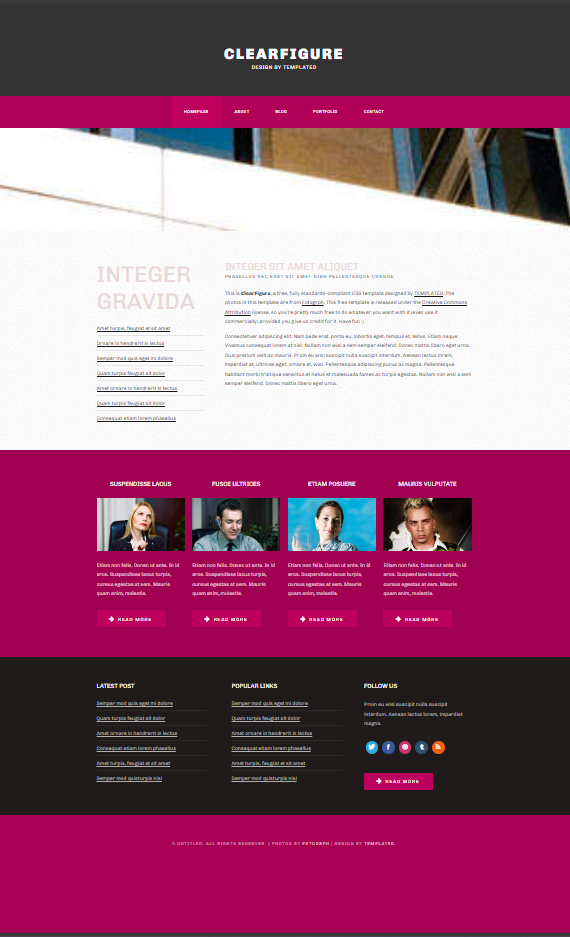 CLEARFIGURE
DESIGN BY TEMPLATED
HOMEPAGE ABOUT BLOG PORTFOLIO CONTACT
INTEGER
GRAVIDA
Amet turpis, feugiat et sit amet
Ornare in hendrerit in lectus
Semper mod quis eget mi dolore
Quam turpis feugiat sit dolor
Amet ornare in hendrerit in lectus
Quam turpis feugiat sit dolor
Consequat etiam lorem phasellus
INTEGER SIT AMET ALIQUET
PHASELLUS NEC ERAT SIT AMET NIBH PELLENTESQUE CONGUE
This is ClearFigure, a free, fully standards-compliant CSS template designed by TEMPLATED. The
photos in this template are from Fotogrph. This free template is released under the Creative Commons
Attribution license, so you're pretty much free to do whatever you want with it (even use it
commercially) provided you give us credit for it. Have fun :)
Consectetuer adipiscing elit. Nam pede erat, porta eu, lobortis eget, tempus et, tellus. Etiam neque.
Vivamus consequat lorem at nisl. Nullam non wisi a sem semper eleifend. Donec mattis libero eget urna.
Duis pretium velit ac mauris. Proin eu wisi suscipit nulla suscipit interdum. Aenean lectus lorem,
imperdiet at, ultrices eget, ornare et, wisi. Pellentesque adipiscing purus ac magna. Pellentesque
habitant morbi tristique senectus et netus et malesuada fames ac turpis egestas. Nullam non wisi a sem
semper eleifend. Donec mattis libero eget urna.
SUSPENDISSE LACUS
Etiam non felis. Donec ut ante. In id
eros. Suspendisse lacus turpis,
cursus egestas at sem. Mauris
quam enim, molestie.
READ MORE
FUSCE ULTRICES
Etiam non felis. Donec ut ante. In id
eros. Suspendisse lacus turpis,
cursus egestas at sem. Mauris
quam enim, molestie.
READ MORE
ETIAM POSUERE
Etiam non felis. Donec ut ante. In id
eros. Suspendisse lacus turpis,
cursus egestas at sem. Mauris
quam enim, molestie.
READ MORE
MAURIS VULPUTATE
Etiam non felis. Donec ut ante. In id
eros. Suspendisse lacus turpis,
cursus egestas at sem. Mauris
quam enim, molestie.
READ MORE
LATEST POST
Semper mod quis eget mi dolore
Quam turpis feugiat sit dolor
Amet ornare in hendrerit in lectus
Consequat etiam lorem phasellus
Amet turpis, feugiat et sit amet
Semper mod quisturpis nisi
POPULAR LINKS
Semper mod quis eget mi dolore
Quam turpis feugiat sit dolor
Amet ornare in hendrerit in lectus
Consequat etiam lorem phasellus
Amet turpis, feugiat et sit amet
Semper mod quisturpis nisi
FOLLOW US
Proin eu wisi suscipit nulla suscipit
interdum. Aenean lectus lorem, imperdiet
magna.
READ MORE
© UNTITLED. ALL RIGHTS RESERVED. | PHOTOS BY FOTOGRPH | DESIGN BY TEMPLATED.